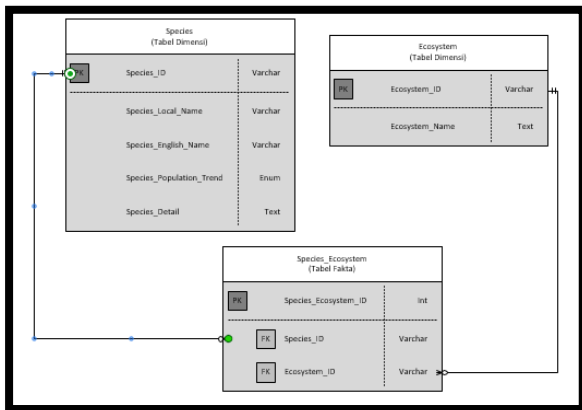 Species
(Tabel Dimensi)
PK Species_ID Varchar
Species_Local_Name Varchar
Species_English_Name Varchar
Species_Population_Trend Enum
Species_Detail Text
Ecosystem
(Tabel Dimensi)
PK Ecosystem_ID Varchar
Ecosystem_Name Text
Species_Ecosystem
(Tabel Fakta)
PK Species_Ecosystem_ID Int
FK Species_ID Varchar
FK Ecosystem_ID Varchar